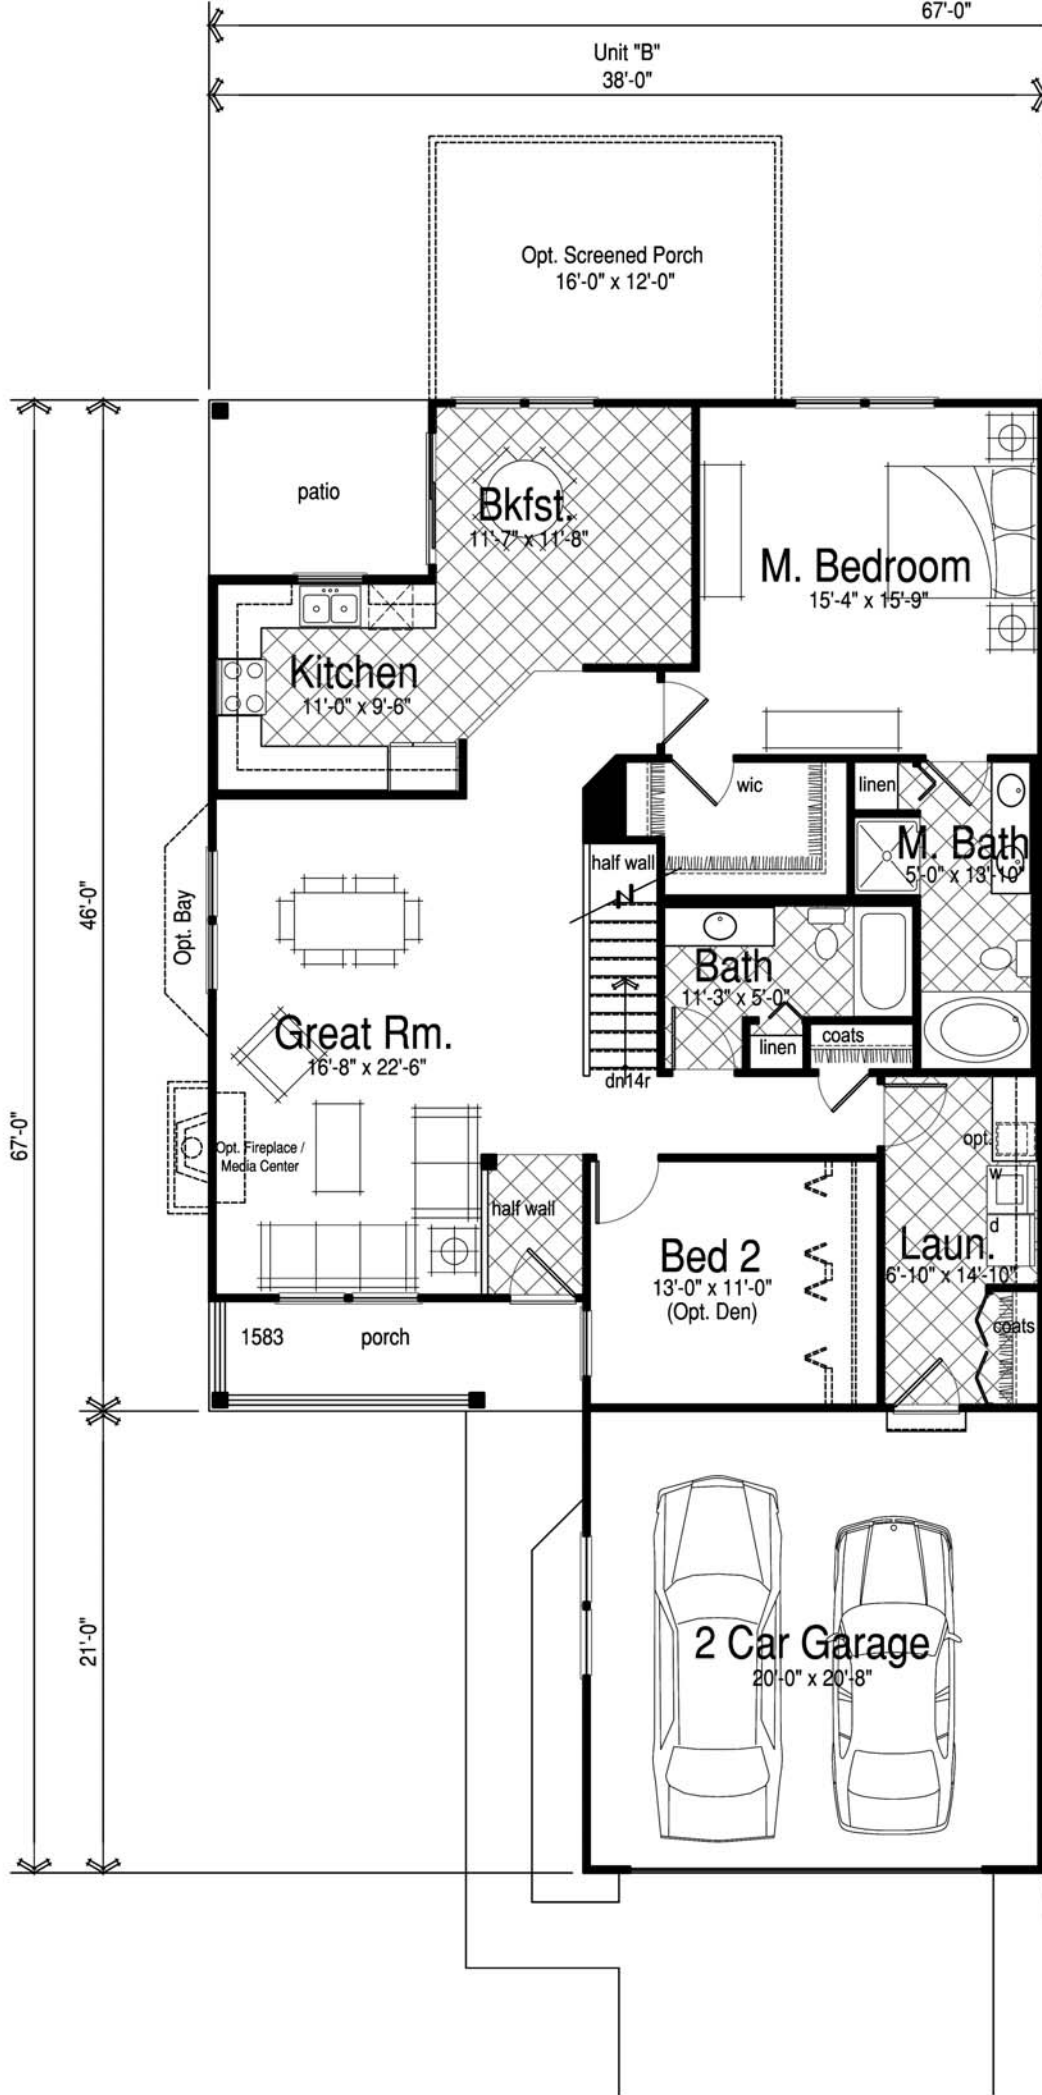 67'-0"
Unit "B"
38'-0"
Opt. Screened Porch
16'-0" x 12'-0"
patio
Bkfst.
11'-7" x 11'-8"
M. Bedroom
15'-4" x 15'-9"
Kitchen
11'-0" x 9'-6"
wic
linen
M. Bath
5'-0" x 13'-10"
half wall
46'-0"
Opt. Bay
Bath
11'-3" x 5'-0"
Great Rm.
16'-8" x 22'-6"
linen
coats
dn14r
67'-0"
Opt. Fireplace /
Media Center
opt.
w
d
half wall
Bed 2
13'-0" x 11'-0"
(Opt. Den)
Laun.
6'-10" x 14'-10"
coats
1583
porch
21'-0"
2 Car Garage
20'-0" x 20'-8"